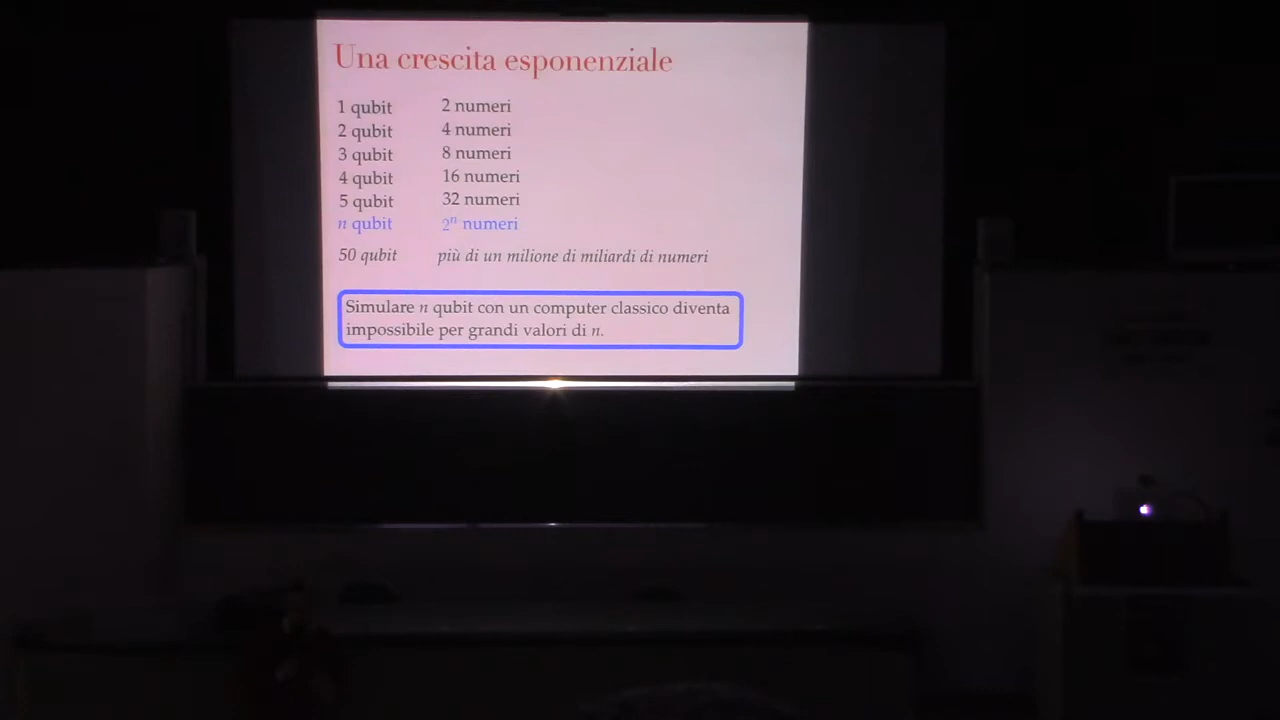 Una crescita esponenziale
1 qubit 2 numeri
2 qubit 4 numeri
3 qubit 8 numeri
4 qubit 16 numeri
5 qubit 32 numeri
n qubit 2ⁿ numeri
50 qubit più di un milione di miliardi di numeri
Simulare n qubit con un computer classico diventa
impossibile per grandi valori di n.